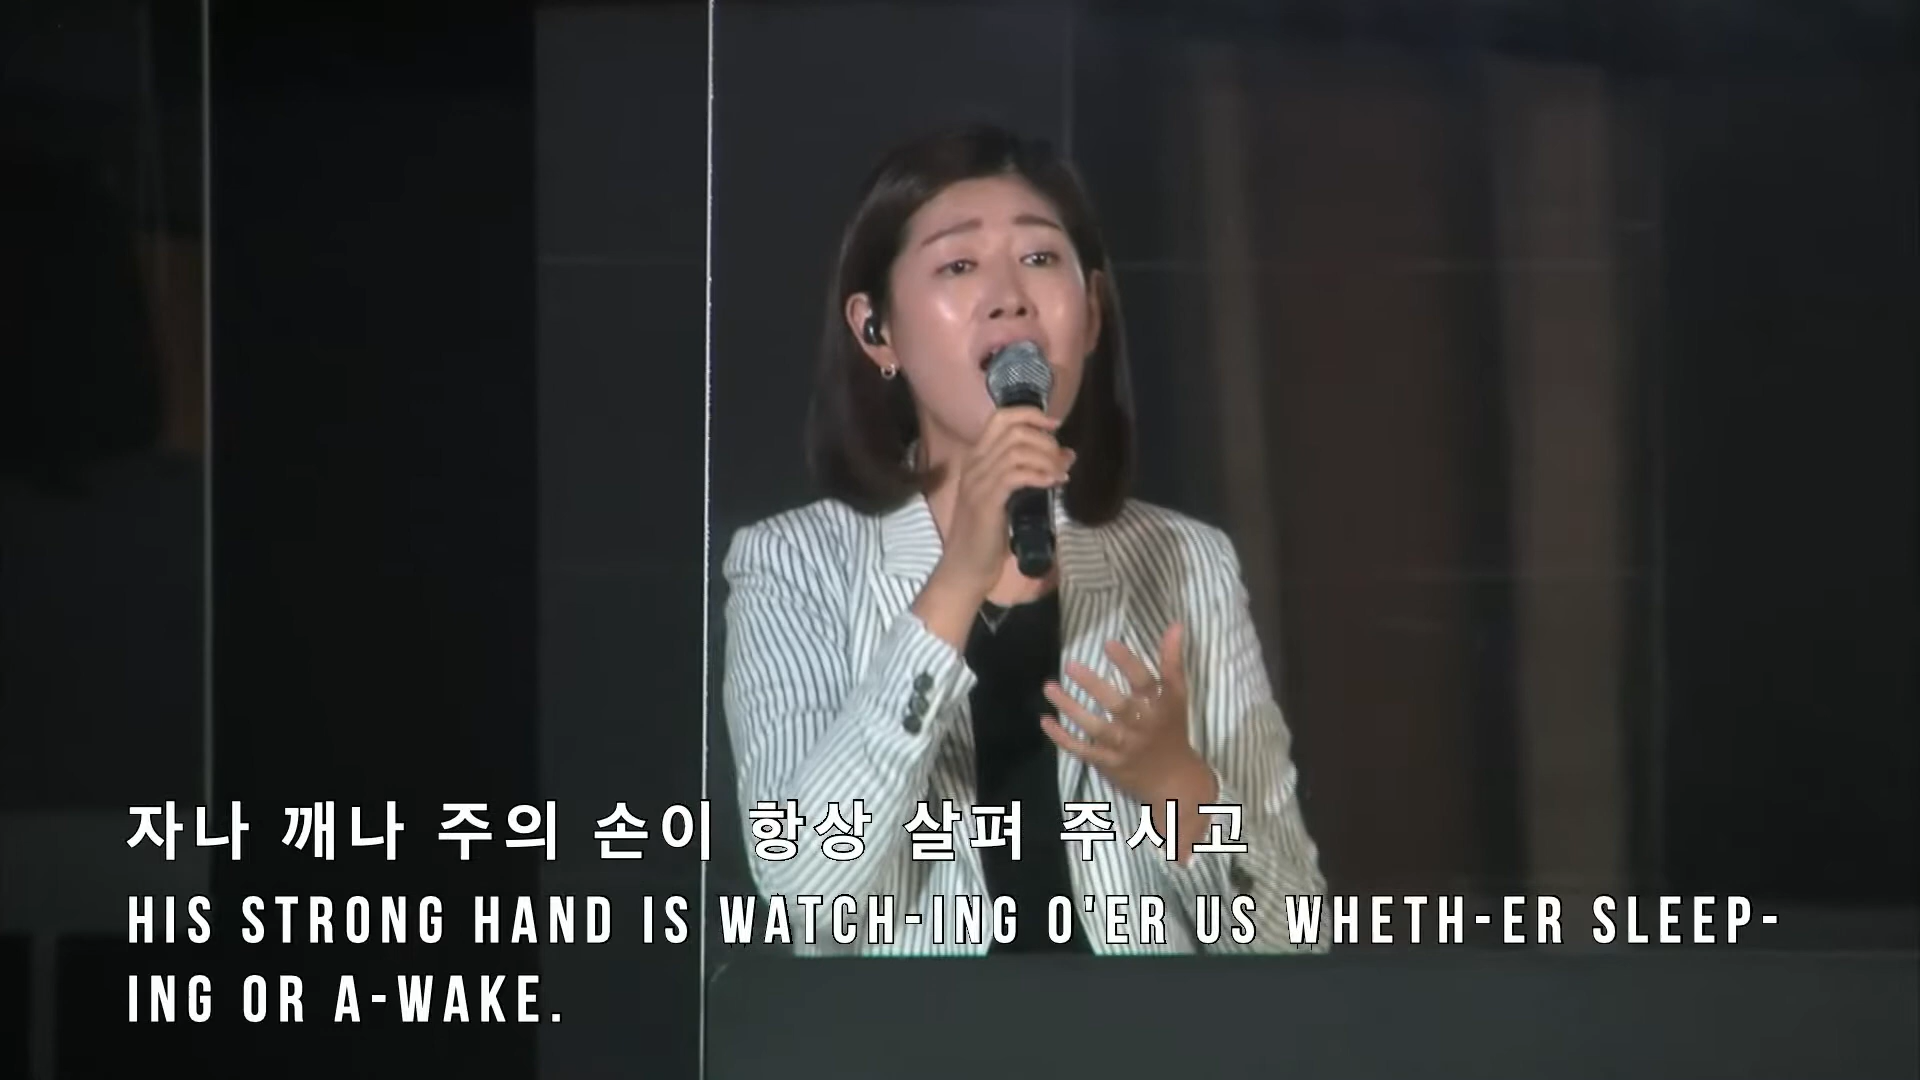 자나 깨나 주의 손이 항상 살펴 주시고
HIS STRONG HAND IS WATCH-ING O'ER US WHETH-ER SLEEP-
ING OR A-WAKE.